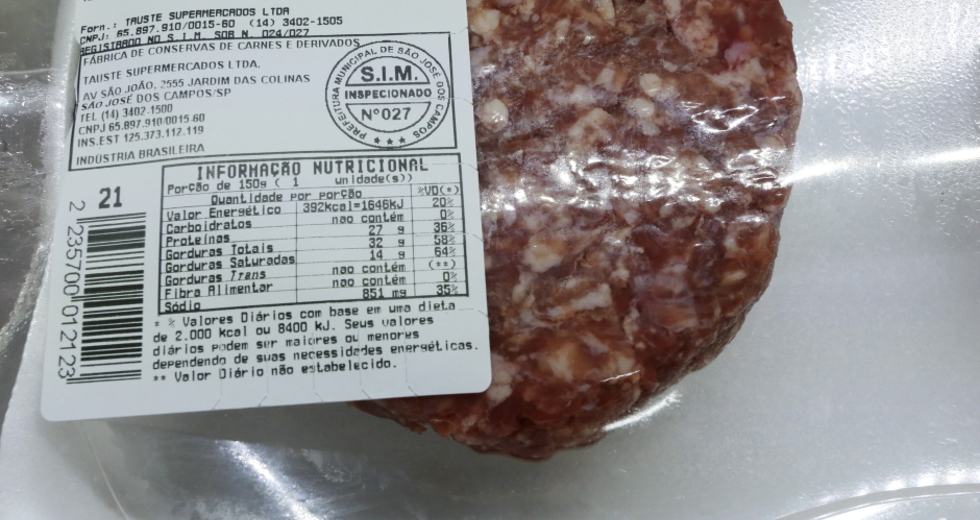 Forn.: TAUSTE SUPERMERCADOS LTDA
CNPJ: 65.897.910/0015-60 (14) 3402-1505
REGISTRADO NO S.I.M. SOB N. 024/027
FÁBRICA DE CONSERVAS DE CARNES E DERIVADOS
TAUSTE SUPERMERCADOS LTDA.
AV SÃO JOÃO, 2555 JARDIM DAS COLINAS
SÃO JOSÉ DOS CAMPOS/SP
TEL (14) 3402.1500
CNPJ 65.897.910/0015.60
INS.EST 125.373.112.119
INDÚSTRIA BRASILEIRA
PREFEITURA MUNICIPAL DE SÃO JOSÉ DOS CAMPOS
S.I.M.
INSPECIONADO
Nº 027
21
2 235700 012123
INFORMAÇÃO NUTRICIONAL
Porção de 150g ( 1 unidade(s))
Quantidade por porção %VD(*)
Valor Energético 392kcal=1646kJ 20%
Carboidratos nao contém 0%
Proteínas 27 g 36%
Gorduras Totais 32 g 58%
Gorduras Saturadas 14 g 64%
Gorduras Trans nao contém (**)
Fibra Alimentar nao contém 0%
Sódio 851 mg 35%
* % Valores Diários com base em uma dieta
de 2.000 kcal ou 8400 kJ. Seus valores
diários podem ser maiores ou menores
dependendo de suas necessidades energéticas.
** Valor Diário não estabelecido.